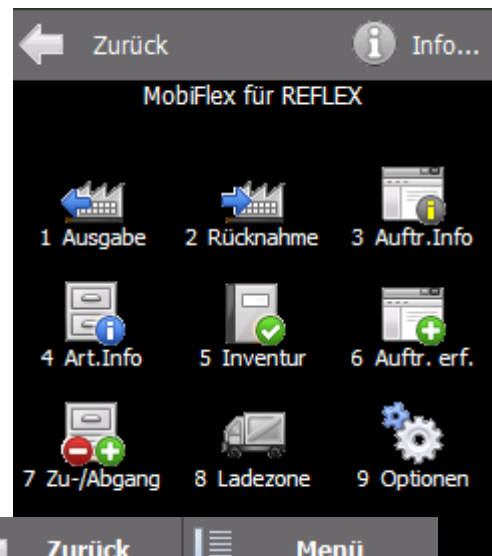 Zurück Info...
MobiFlex für REFLEX
1 Ausgabe 2 Rücknahme 3 Auftr.Info
4 Art.Info 5 Inventur 6 Auftr. erf.
7 Zu-/Abgang 8 Ladezone 9 Optionen
Zurück Menü